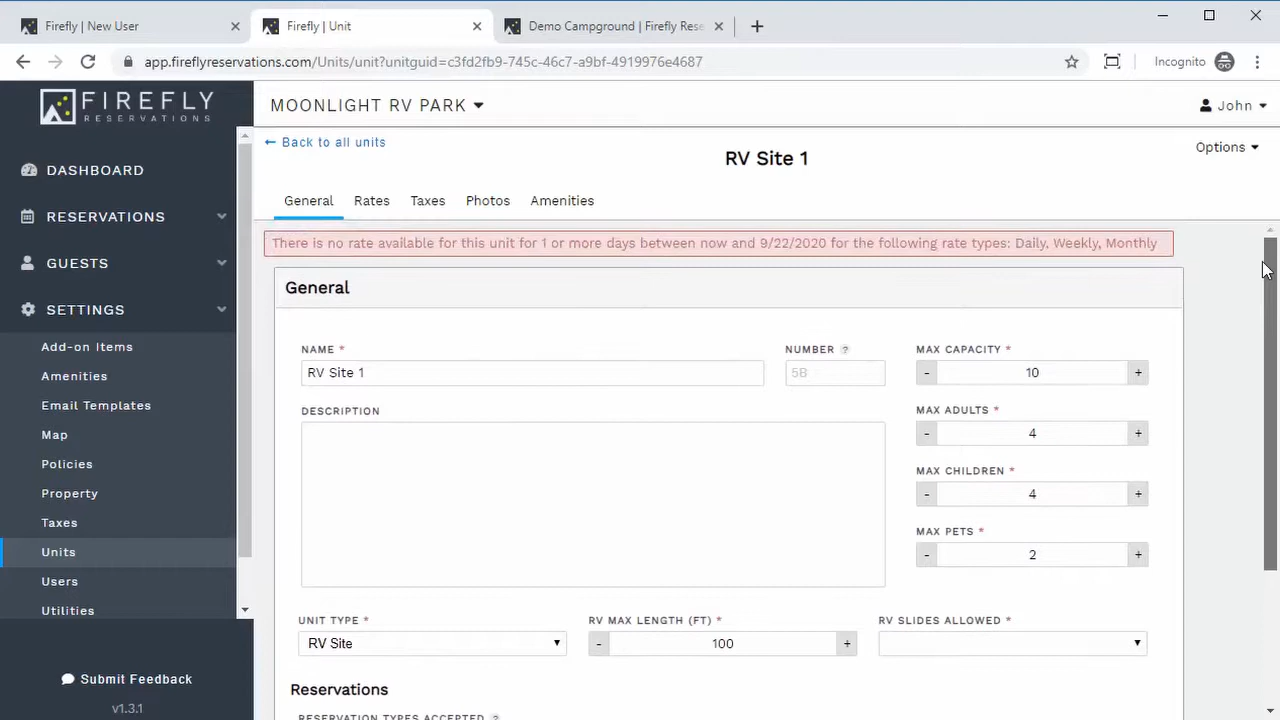 Firefly | New User
Firefly | Unit
Demo Campground | Firefly Rese
app.fireflyreservations.com/Units/unit?unitguid=c3fd2fb9-745c-46c7-a9bf-4919976e4687
Incognito
FIREFLY
RESERVATIONS
MOONLIGHT RV PARK
John
← Back to all units
RV Site 1
Options
DASHBOARD
RESERVATIONS
GUESTS
SETTINGS
Add-on Items
Amenities
Email Templates
Map
Policies
Property
Taxes
Units
Users
Utilities
Submit Feedback
v1.3.1
General Rates Taxes Photos Amenities
There is no rate available for this unit for 1 or more days between now and 9/22/2020 for the following rate types: Daily, Weekly, Monthly
General
NAME * NUMBER ? MAX CAPACITY *
RV Site 1 5B - 10 +
DESCRIPTION MAX ADULTS *
- 4 +
MAX CHILDREN *
- 4 +
MAX PETS *
- 2 +
UNIT TYPE * RV MAX LENGTH (FT) * RV SLIDES ALLOWED *
RV Site - 100 +
Reservations
RESERVATION TYPES ACCEPTED ?